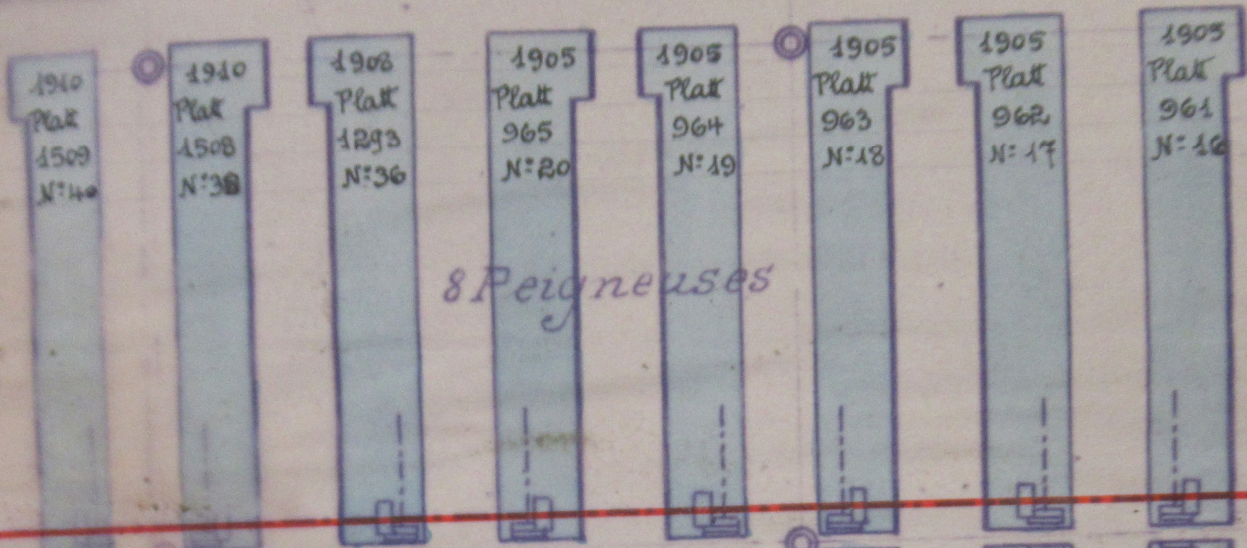 1910
Platt
1509
N:40
1910
Platt
1508
N:38
1908
Platt
1293
N:36
1905
Platt
965
N:20
1905
Platt
964
N:19
1905
Platt
963
N:18
1905
Platt
962
N:17
1905
Platt
961
N:16
8 Peigneuses